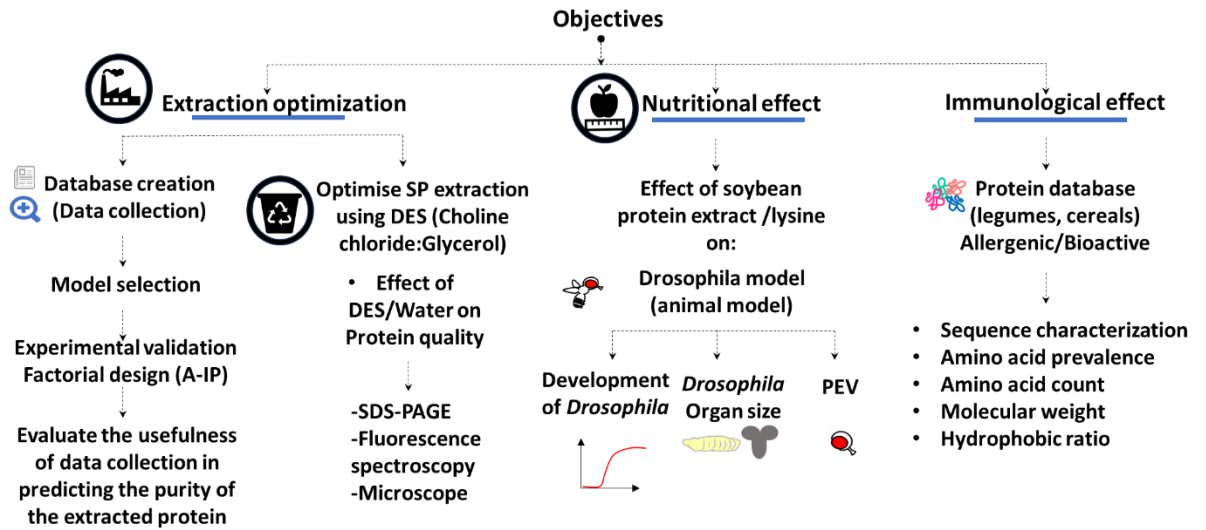 Objectives
Extraction optimization
Nutritional effect
Immunological effect
Database creation
(Data collection)
Model selection
Experimental validation
Factorial design (A-IP)
Evaluate the usefulness
of data collection in
predicting the purity of
the extracted protein
Optimise SP extraction
using DES (Choline
chloride:Glycerol)
• Effect of
DES/Water on
Protein quality
-SDS-PAGE
-Fluorescence
spectroscopy
-Microscope
Effect of soybean
protein extract /lysine
on:
Drosophila model
(animal model)
Development
of Drosophila
Drosophila
Organ size
PEV
Protein database
(legumes, cereals)
Allergenic/Bioactive
• Sequence characterization
• Amino acid prevalence
• Amino acid count
• Molecular weight
• Hydrophobic ratio